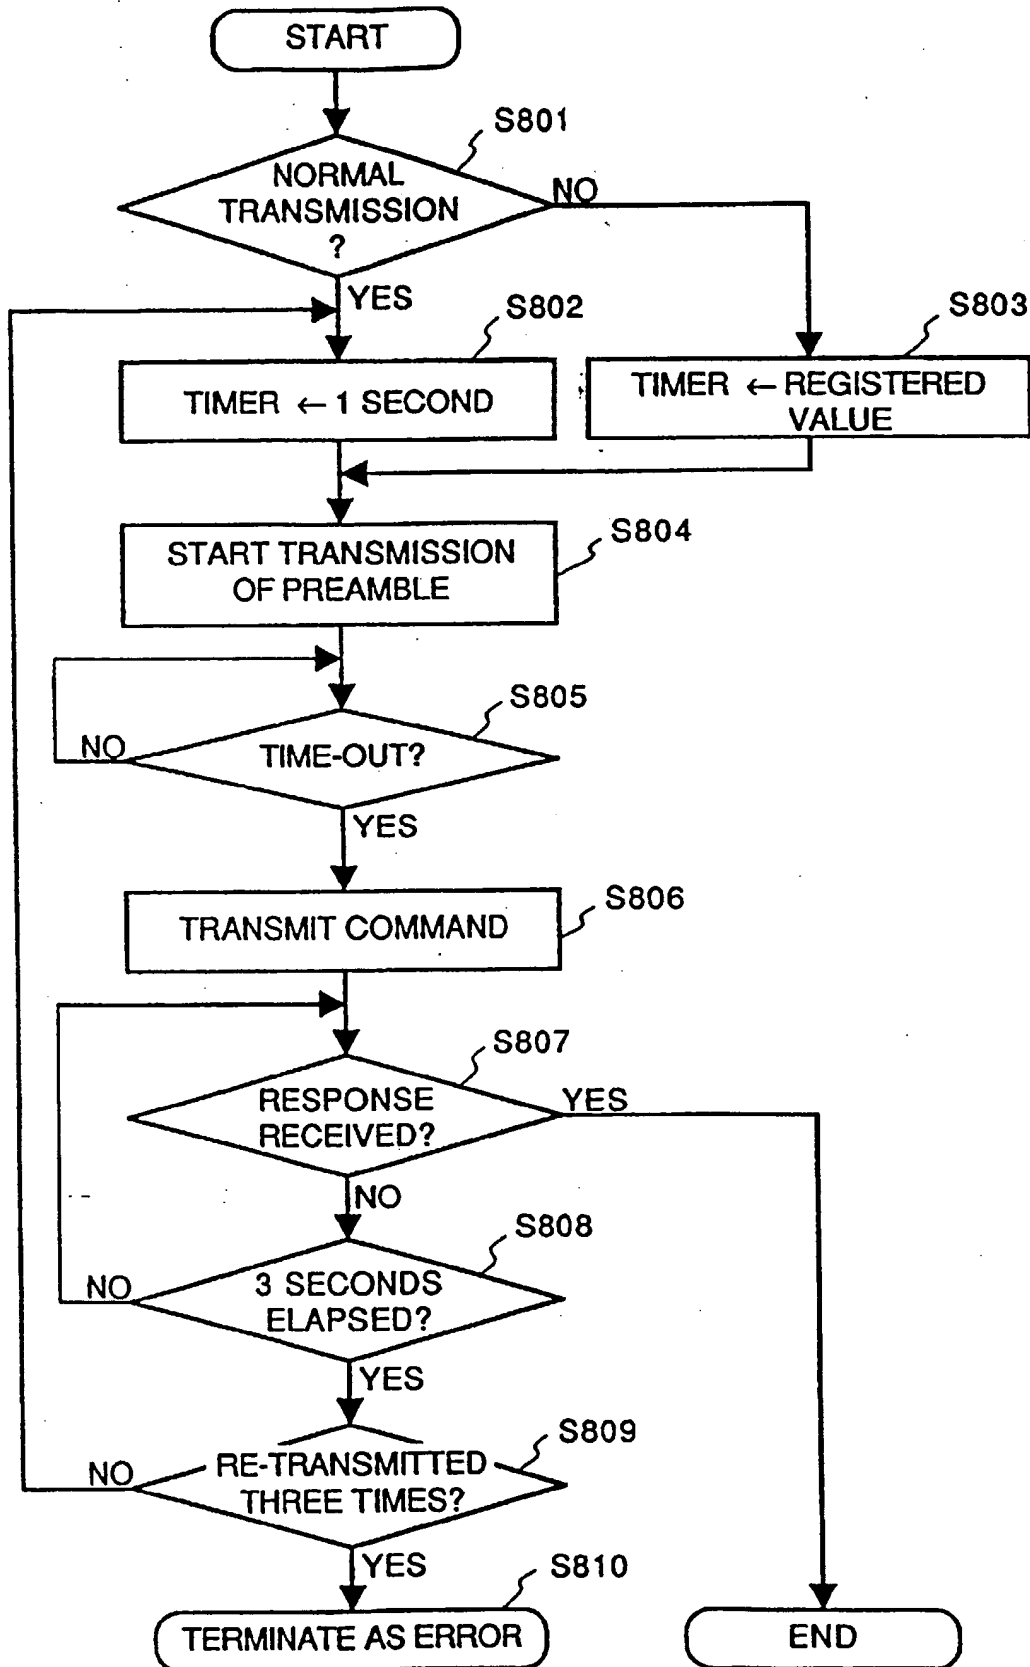 START
S801
NORMAL
TRANSMISSION
?
NO
YES
S802
S803
TIMER ← 1 SECOND
TIMER ← REGISTERED
VALUE
S804
START TRANSMISSION
OF PREAMBLE
S805
NO
TIME-OUT?
YES
S806
TRANSMIT COMMAND
S807
RESPONSE
RECEIVED?
YES
NO
S808
NO
3 SECONDS
ELAPSED?
YES
S809
NO
RE-TRANSMITTED
THREE TIMES?
YES
S810
TERMINATE AS ERROR
END